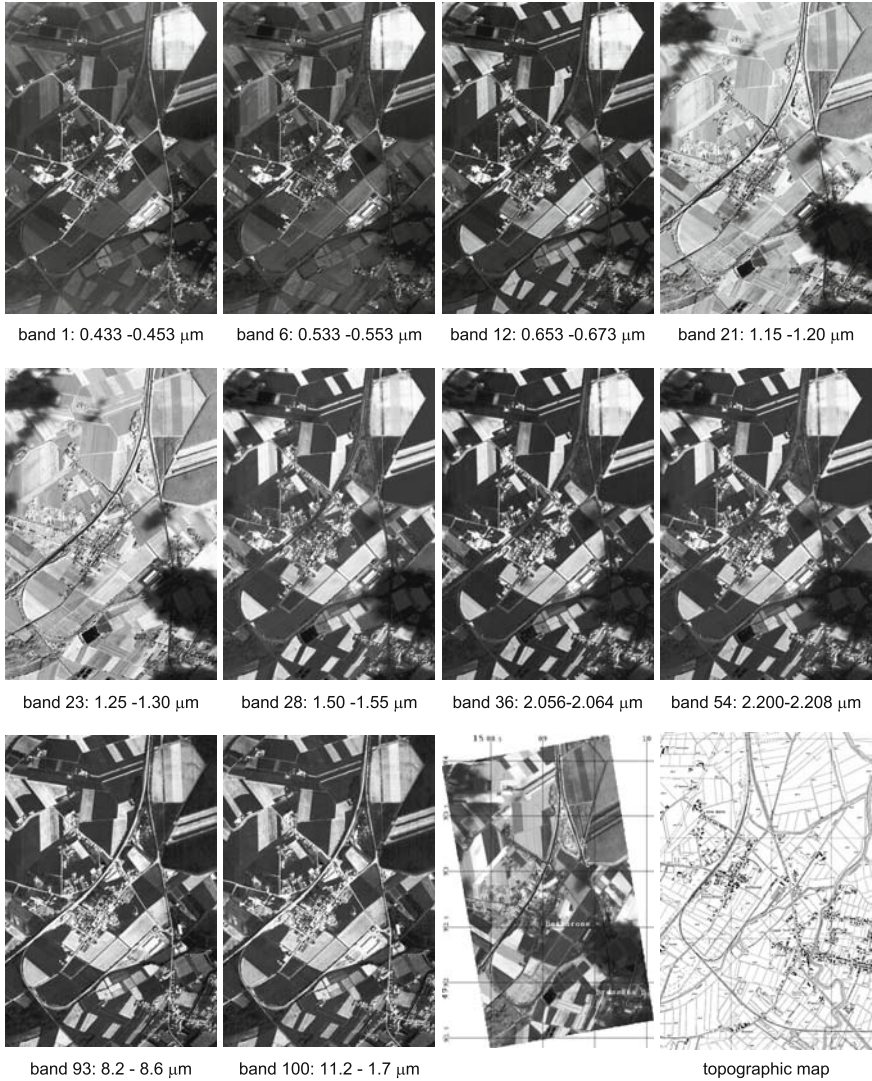 band 1: 0.433 -0.453 μm
band 6: 0.533 -0.553 μm
band 12: 0.653 -0.673 μm
band 21: 1.15 -1.20 μm
band 23: 1.25 -1.30 μm
band 28: 1.50 -1.55 μm
band 36: 2.056-2.064 μm
band 54: 2.200-2.208 μm
band 93: 8.2 - 8.6 μm
band 100: 11.2 - 1.7 μm
topographic map